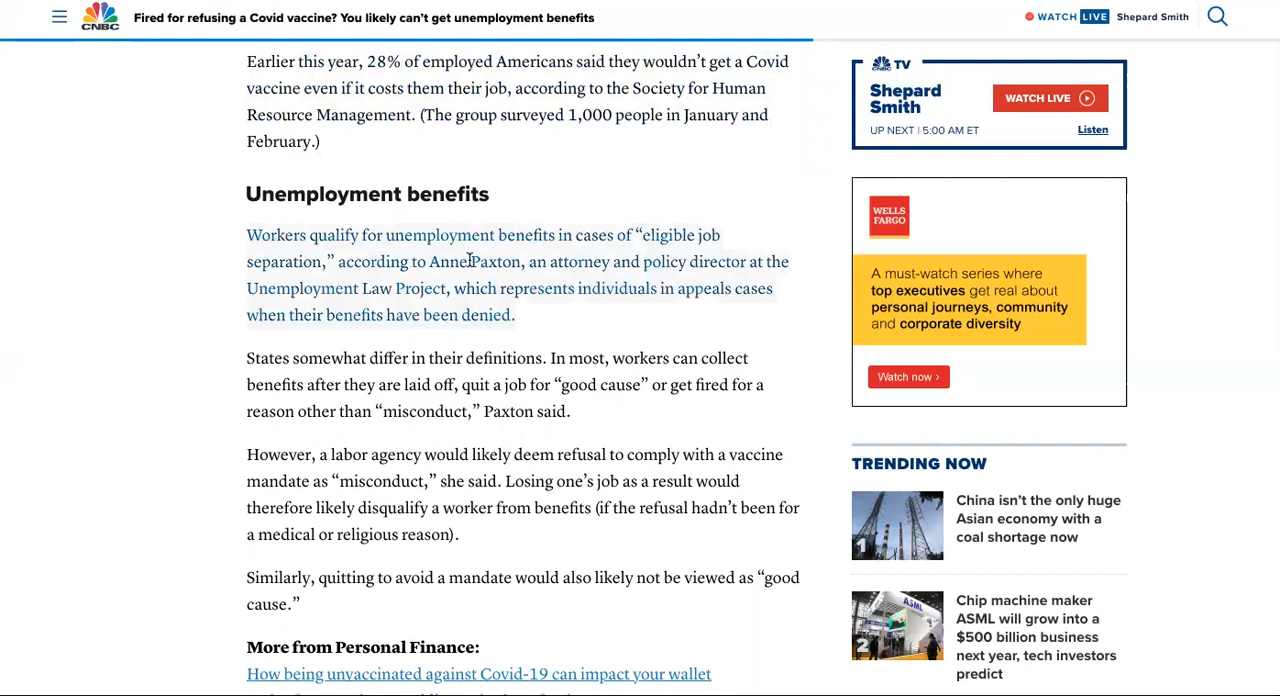 CNBC
Fired for refusing a Covid vaccine? You likely can't get unemployment benefits
WATCH LIVE Shepard Smith
Earlier this year, 28% of employed Americans said they wouldn't get a Covid
vaccine even if it costs them their job, according to the Society for Human
Resource Management. (The group surveyed 1,000 people in January and
February.)
Unemployment benefits
Workers qualify for unemployment benefits in cases of “eligible job
separation,” according to Anne Paxton, an attorney and policy director at the
Unemployment Law Project, which represents individuals in appeals cases
when their benefits have been denied.
States somewhat differ in their definitions. In most, workers can collect
benefits after they are laid off, quit a job for “good cause” or get fired for a
reason other than “misconduct,” Paxton said.
However, a labor agency would likely deem refusal to comply with a vaccine
mandate as “misconduct,” she said. Losing one's job as a result would
therefore likely disqualify a worker from benefits (if the refusal hadn't been for
a medical or religious reason).
Similarly, quitting to avoid a mandate would also likely not be viewed as “good
cause.”
More from Personal Finance:
How being unvaccinated against Covid-19 can impact your wallet
CNBC TV
Shepard
Smith
WATCH LIVE
UP NEXT | 5:00 AM ET
Listen
WELLS
FARGO
A must-watch series where
top executives get real about
personal journeys, community
and corporate diversity
Watch now ›
TRENDING NOW
1
China isn't the only huge
Asian economy with a
coal shortage now
ASML
2
Chip machine maker
ASML will grow into a
$500 billion business
next year, tech investors
predict